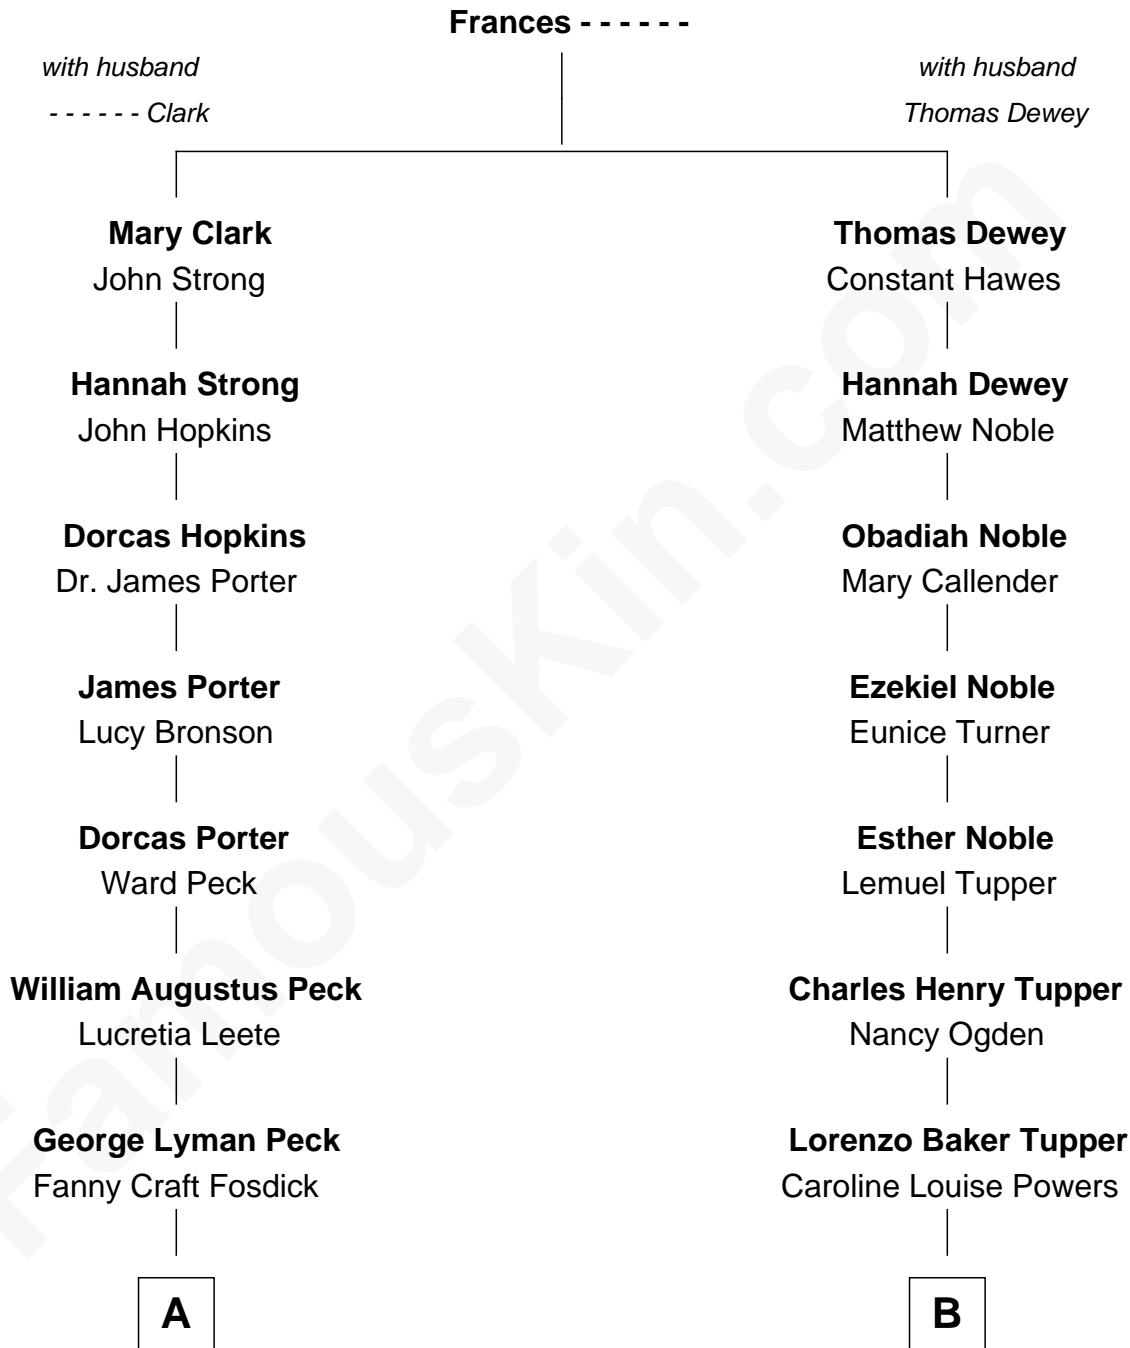 Frances - - - - - -
with husband
- - - - - - Clark
with husband
Thomas Dewey
Mary Clark
John Strong
Thomas Dewey
Constant Hawes
Hannah Strong
John Hopkins
Hannah Dewey
Matthew Noble
Dorcas Hopkins
Dr. James Porter
Obadiah Noble
Mary Callender
James Porter
Lucy Bronson
Ezekiel Noble
Eunice Turner
Dorcas Porter
Ward Peck
Esther Noble
Lemuel Tupper
William Augustus Peck
Lucretia Leete
Charles Henry Tupper
Nancy Ogden
George Lyman Peck
Fanny Craft Fosdick
Lorenzo Baker Tupper
Caroline Louise Powers
A
B
FamousKin.com